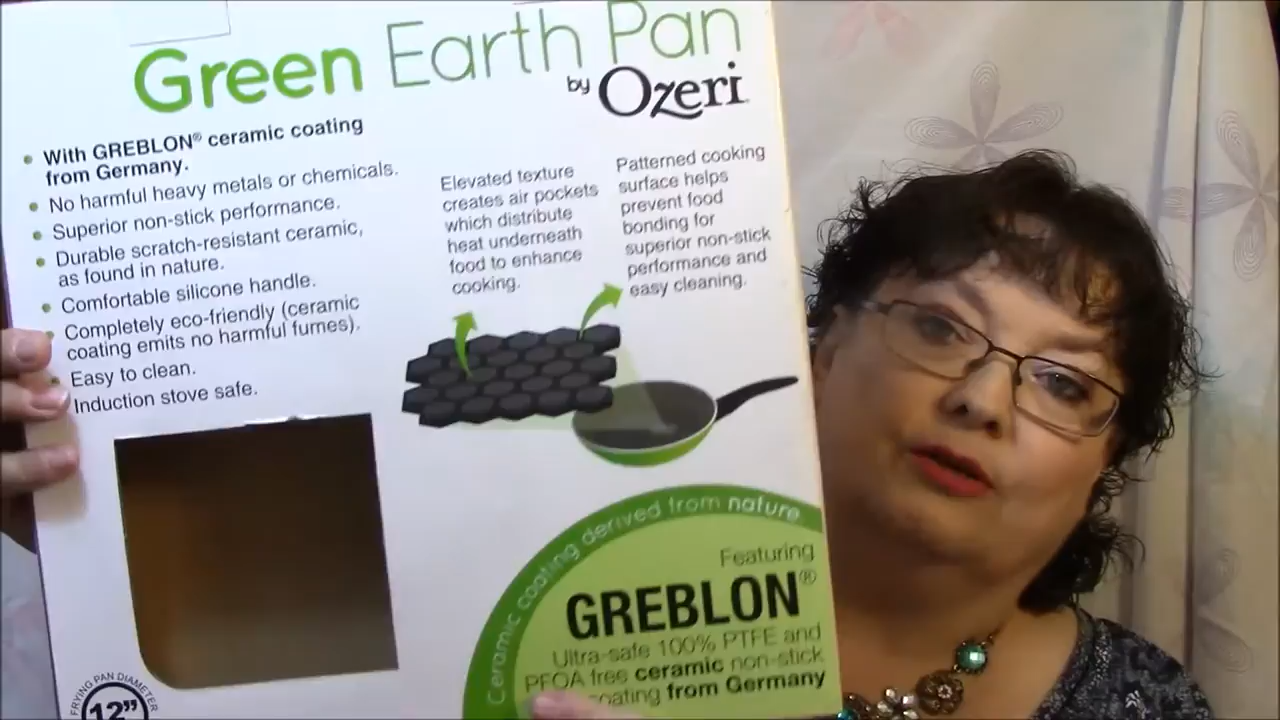 Green Earth Pan
by Ozeri
With GREBLON® ceramic coating
from Germany.
No harmful heavy metals or chemicals.
Superior non-stick performance.
Durable scratch-resistant ceramic,
as found in nature.
Comfortable silicone handle.
Completely eco-friendly (ceramic
coating emits no harmful fumes).
Easy to clean.
Induction stove safe.
Elevated texture
creates air pockets
which distribute
heat underneath
food to enhance
cooking.
Patterned cooking
surface helps
prevent food
bonding for
superior non-stick
performance and
easy cleaning.
Ceramic coating derived from nature
Featuring
GREBLON®
Ultra-safe 100% PTFE and
PFOA free ceramic non-stick
coating from Germany
FRYING PAN DIAMETER
12"